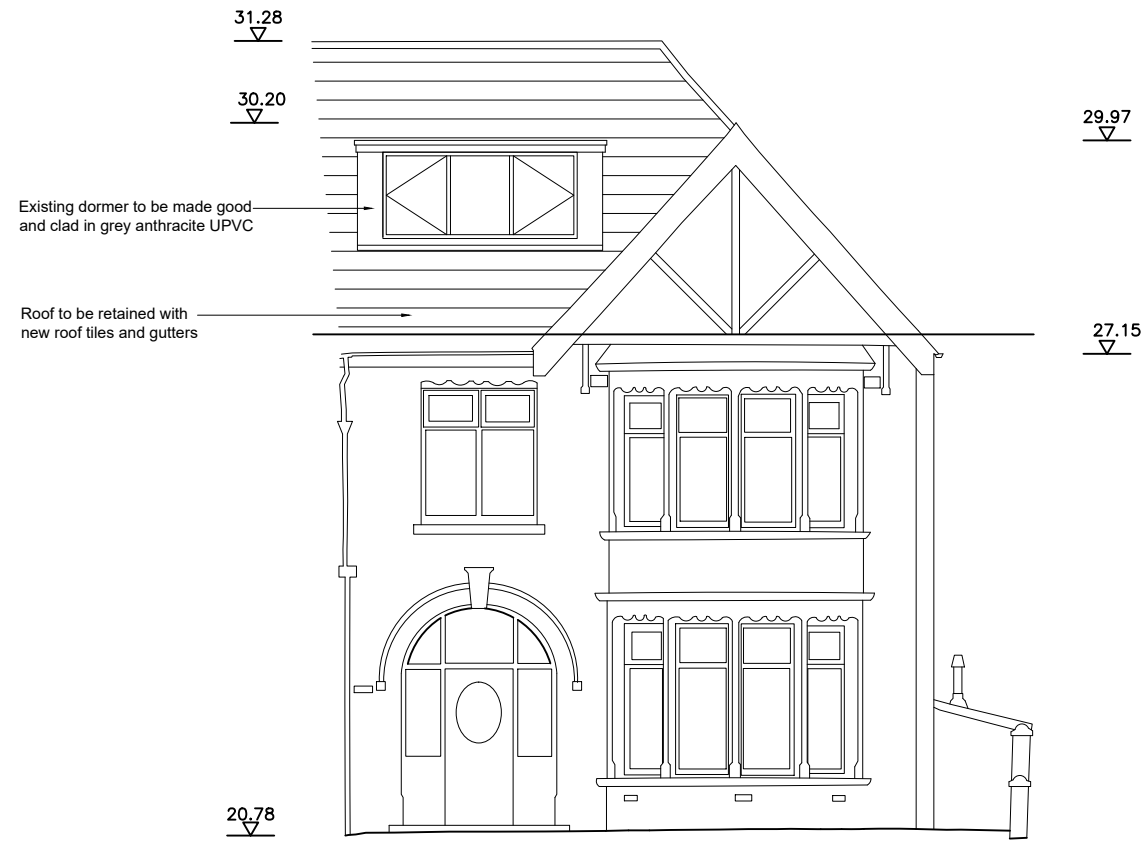 31.28
30.20
29.97
Existing dormer to be made good
and clad in grey anthracite UPVC
Roof to be retained with
new roof tiles and gutters
27.15
20.78